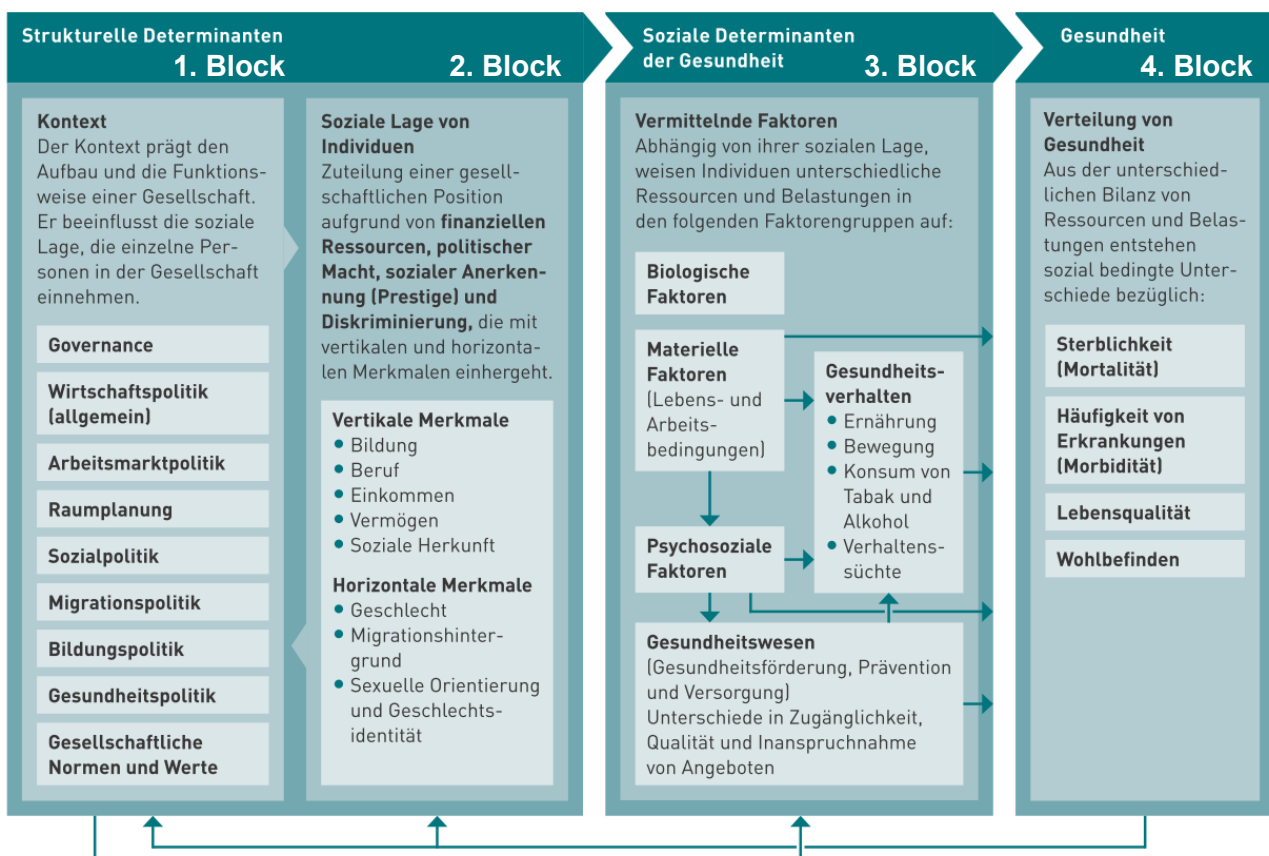 Strukturelle Determinanten
1. Block
2. Block
Soziale Determinanten
der Gesundheit
3. Block
Gesundheit
4. Block
Kontext
Der Kontext prägt den
Aufbau und die Funktions-
weise einer Gesellschaft.
Er beeinflusst die soziale
Lage, die einzelne Per-
sonen in der Gesellschaft
einnehmen.
Governance
Wirtschaftspolitik
(allgemein)
Arbeitsmarktpolitik
Raumplanung
Sozialpolitik
Migrationspolitik
Bildungspolitik
Gesundheitspolitik
Gesellschaftliche
Normen und Werte
Soziale Lage von
Individuen
Zuteilung einer gesell-
schaftlichen Position
aufgrund von finanziellen
Ressourcen, politischer
Macht, sozialer Anerken-
nung (Prestige) und
Diskriminierung, die mit
vertikalen und horizonta-
len Merkmalen einhergeht.
Vertikale Merkmale
• Bildung
• Beruf
• Einkommen
• Vermögen
• Soziale Herkunft
Horizontale Merkmale
• Geschlecht
• Migrationshinter-
grund
• Sexuelle Orientierung
und Geschlechts-
identität
Vermittelnde Faktoren
Abhängig von ihrer sozialen Lage,
weisen Individuen unterschiedliche
Ressourcen und Belastungen in
den folgenden Faktorengruppen auf:
Biologische
Faktoren
Materielle
Faktoren
(Lebens- und
Arbeits-
bedingungen)
Psychosoziale
Faktoren
Gesundheits-
verhalten
• Ernährung
• Bewegung
• Konsum von
Tabak und
Alkohol
• Verhaltens-
süchte
Gesundheitswesen
(Gesundheitsförderung, Prävention
und Versorgung)
Unterschiede in Zugänglichkeit,
Qualität und Inanspruchnahme
von Angeboten
Verteilung von
Gesundheit
Aus der unterschied-
lichen Bilanz von
Ressourcen und Belas-
tungen entstehen
sozial bedingte Unter-
schiede bezüglich:
Sterblichkeit
(Mortalität)
Häufigkeit von
Erkrankungen
(Morbidität)
Lebensqualität
Wohlbefinden